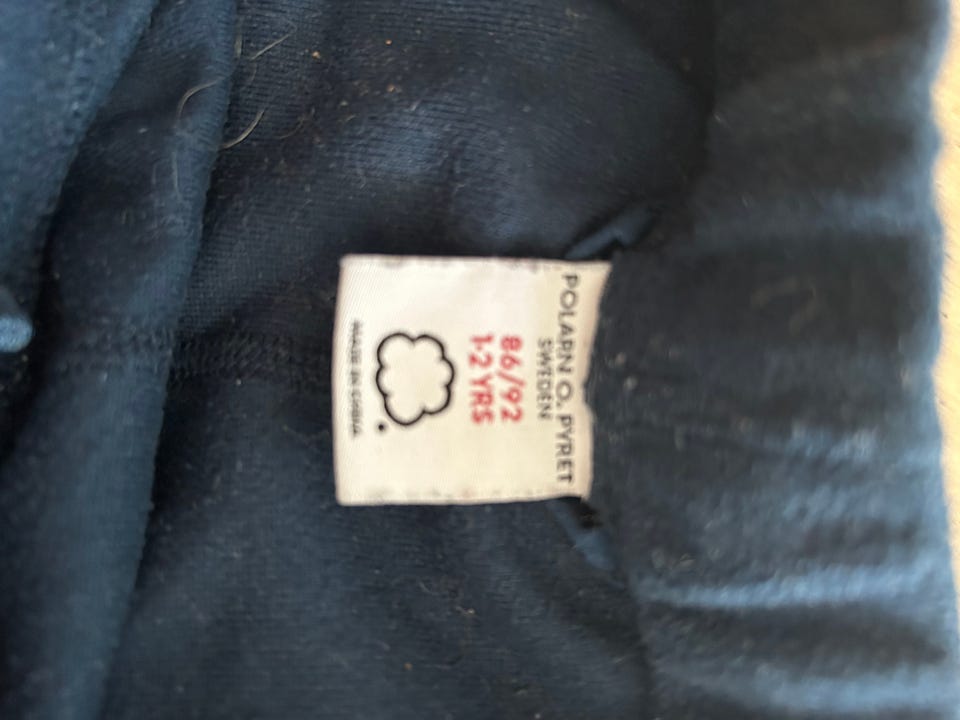 POLARN O. PYRET
SWEDEN
86/92
1-2 YRS
MADE IN CHINA